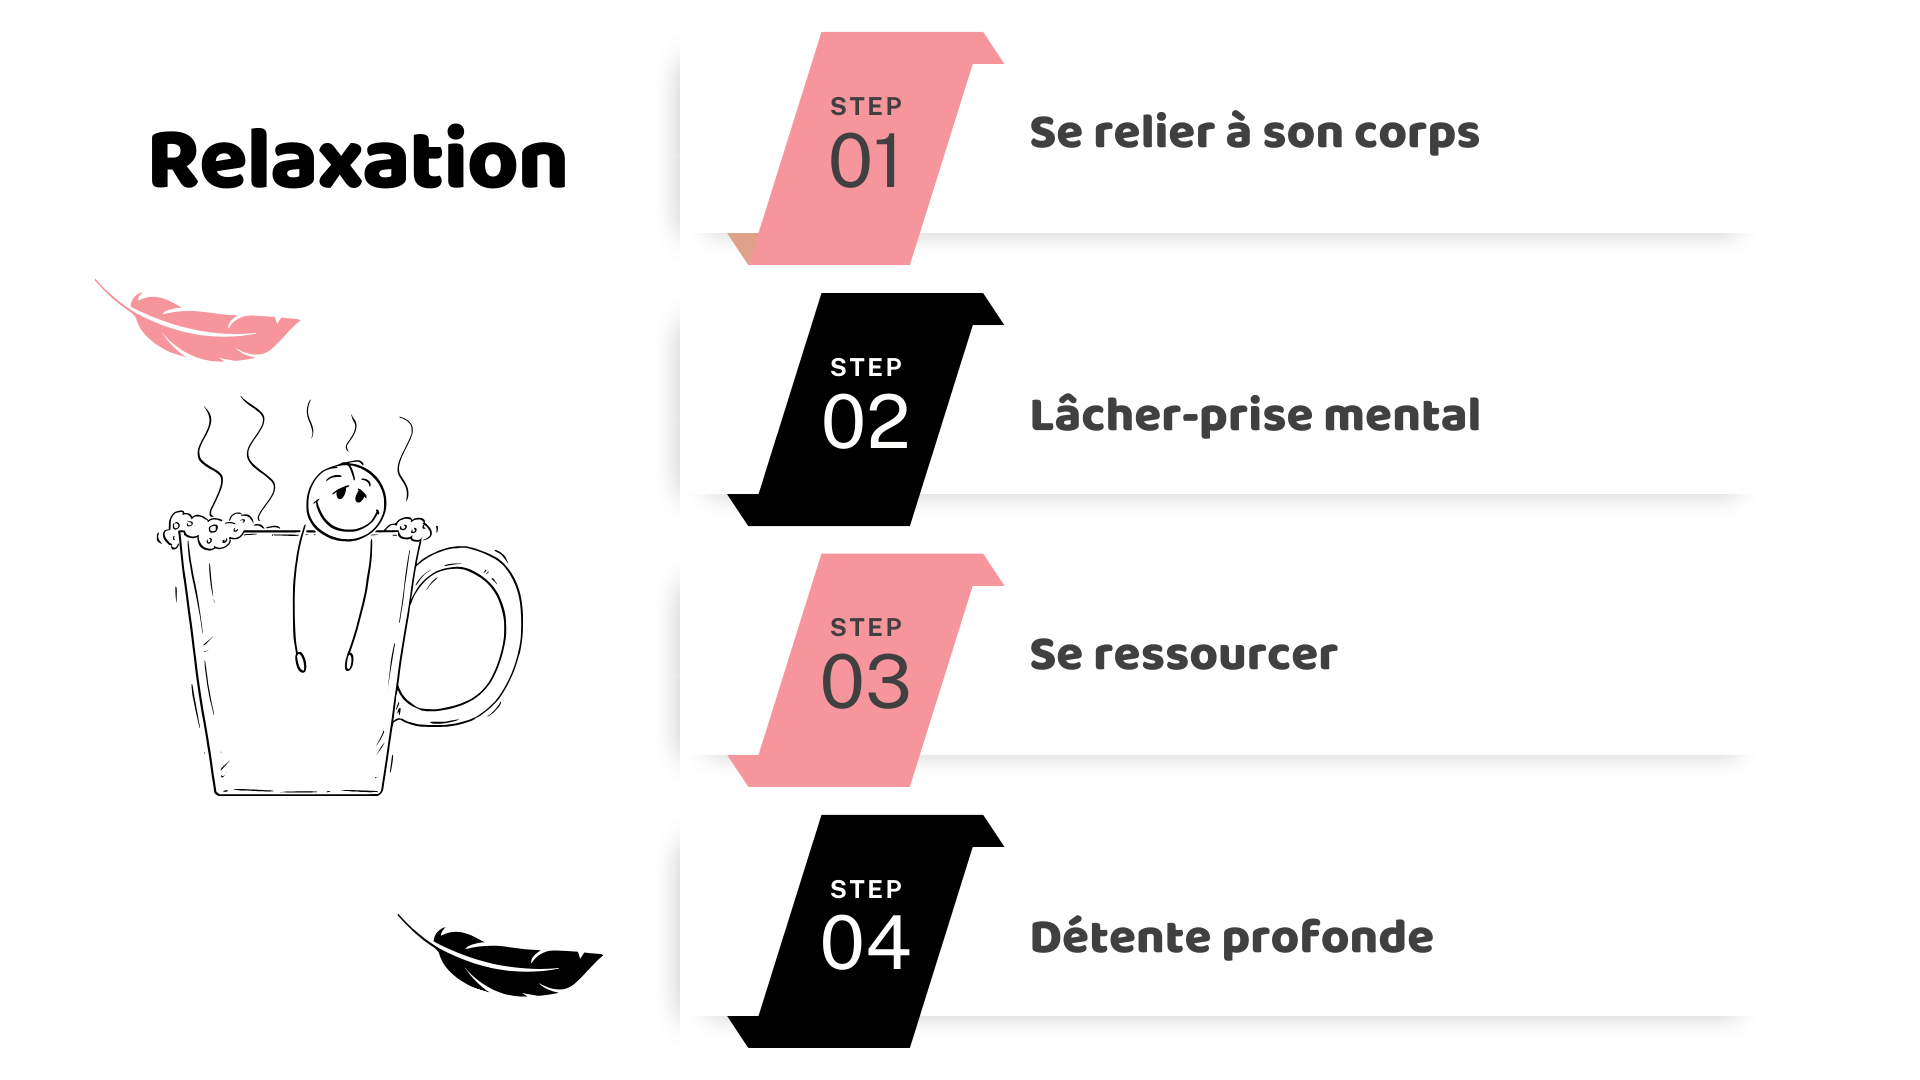 Relaxation
STEP
01
Se relier à son corps
STEP
02
Lâcher-prise mental
STEP
03
Se ressourcer
STEP
04
Détente profonde